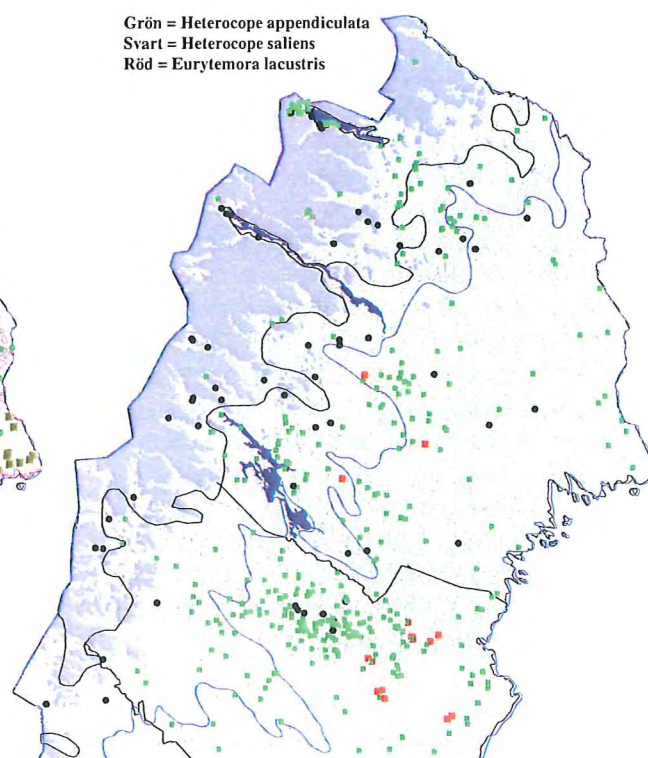 Grön = Heterocope appendiculata
Svart = Heterocope saliens
Röd = Eurytemora lacustris